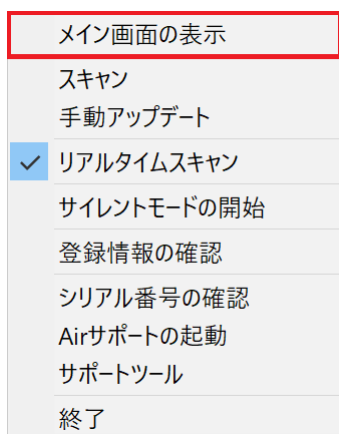 メイン画面の表示
スキャン
手動アップデート
リアルタイムスキャン
サイレントモードの開始
登録情報の確認
シリアル番号の確認
Airサポートの起動
サポートツール
終了